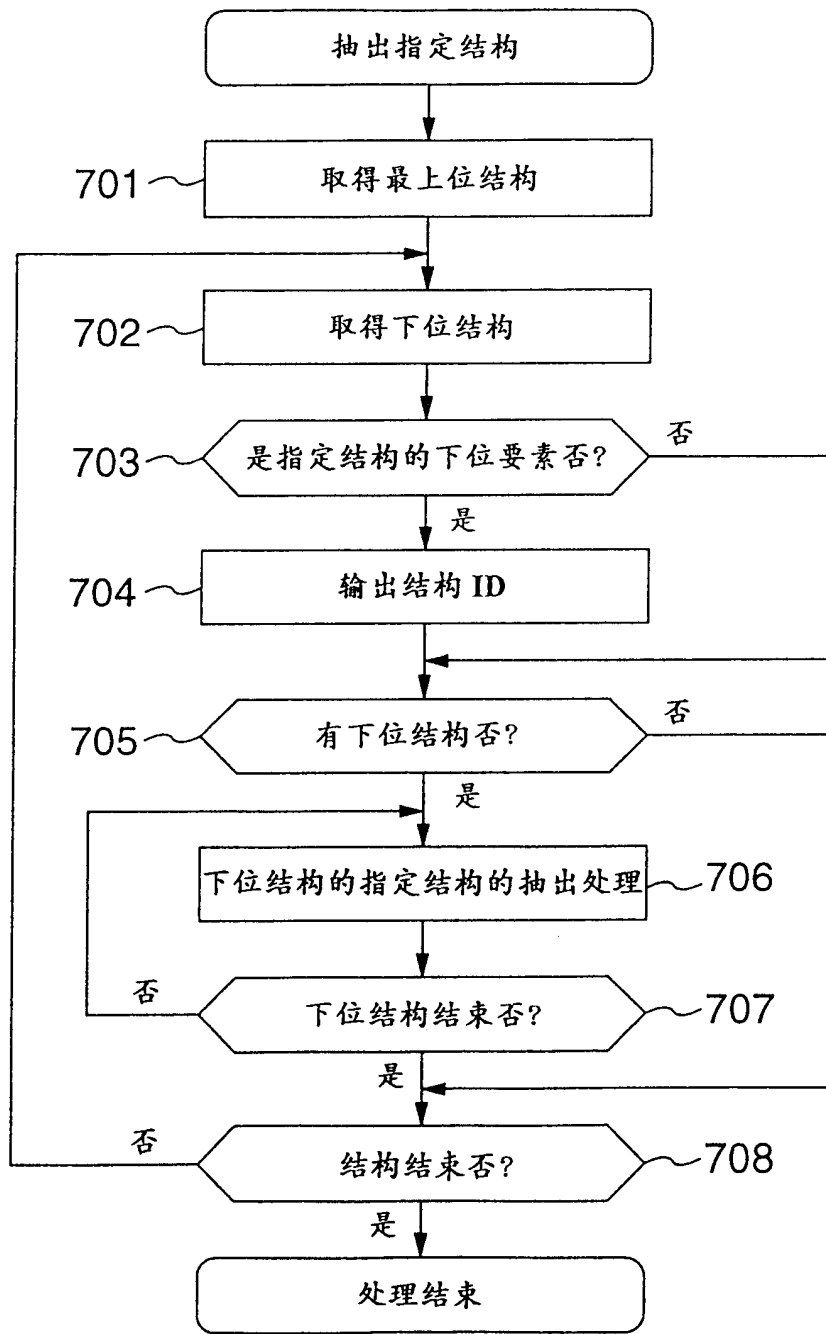 抽出指定结构
701
取得最上位结构
702
取得下位结构
703
是指定结构的下位要素否？
否
是
704
输出结构 ID
705
有下位结构否？
否
是
下位结构的指定结构的抽出处理
706
否
下位结构结束否？
707
是
否
结构结束否？
708
是
处理结束